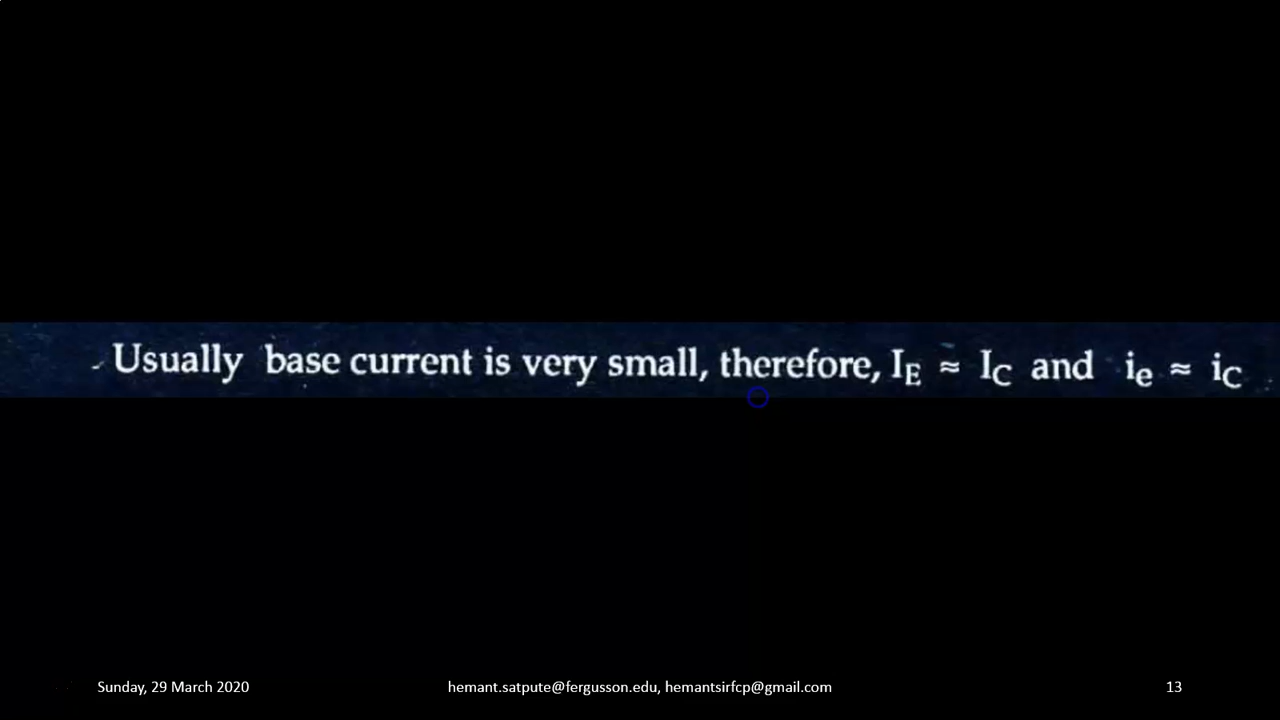 Usually base current is very small, therefore, I_E ≈ I_C and i_e ≈ i_C
Sunday, 29 March 2020 hemant.satpute@fergusson.edu, hemantsirfcp@gmail.com 13